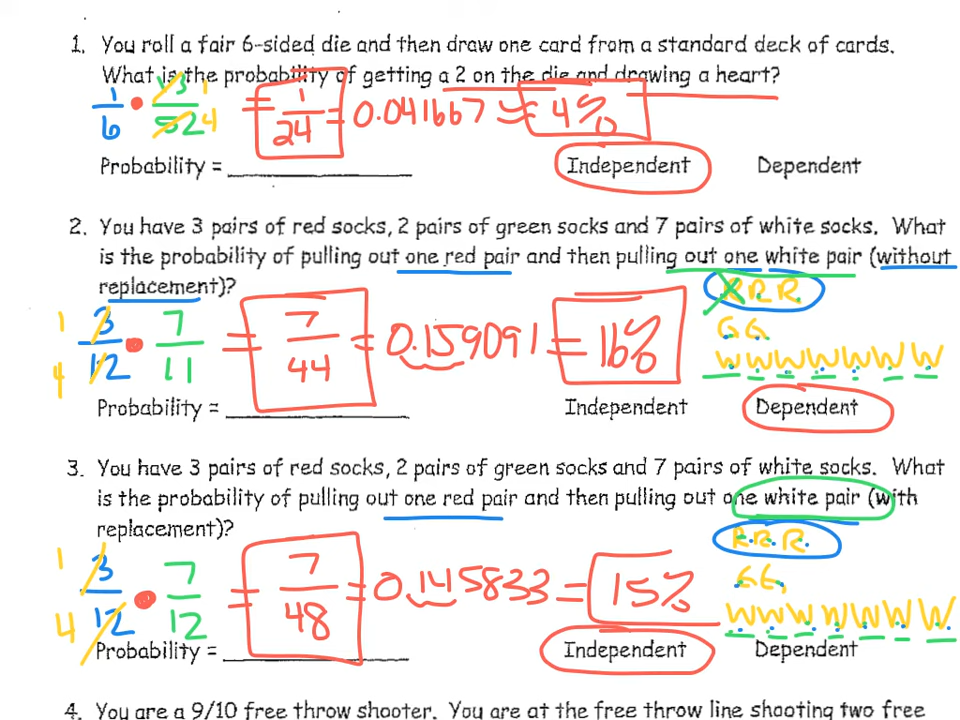 1. You roll a fair 6-sided die and then draw one card from a standard deck of cards.
What is the probability of getting a 2 on the die and drawing a heart?
1/6 • 13/52 1 4 = 1/24 = 0.041667 ≈ 4%
Probability = ____________ Independent Dependent
2. You have 3 pairs of red socks, 2 pairs of green socks and 7 pairs of white socks. What
is the probability of pulling out one red pair and then pulling out one white pair (without
replacement)?
R R R
G G
W W W W W W W
1 4 3/12 • 7/11 = 7/44 = 0.159091 = 16%
Probability = ____________ Independent Dependent
3. You have 3 pairs of red socks, 2 pairs of green socks and 7 pairs of white socks. What
is the probability of pulling out one red pair and then pulling out one white pair (with
replacement)?
R R R
G G
W W W W W W W
1 4 3/12 • 7/12 = 7/48 = 0.145833 = 15%
Probability = ____________ Independent Dependent
4. You are a 9/10 free throw shooter. You are at the free throw line shooting two free